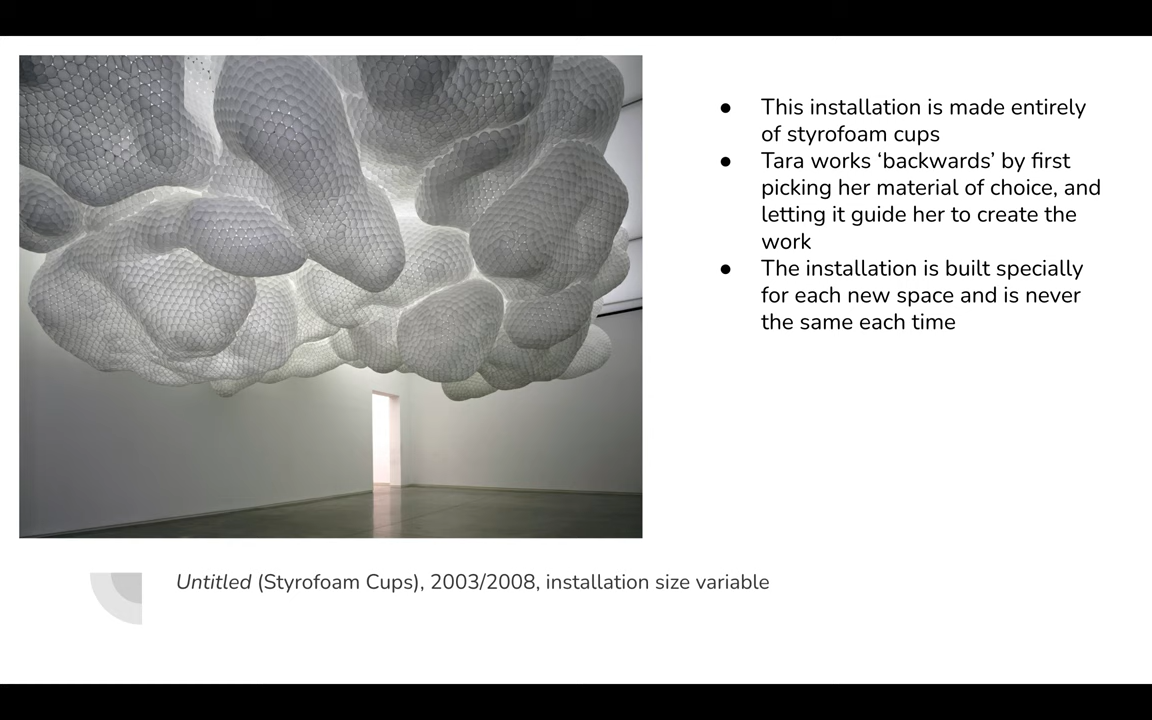 ● This installation is made entirely
of styrofoam cups
● Tara works ‘backwards’ by first
picking her material of choice, and
letting it guide her to create the
work
● The installation is built specially
for each new space and is never
the same each time
Untitled (Styrofoam Cups), 2003/2008, installation size variable